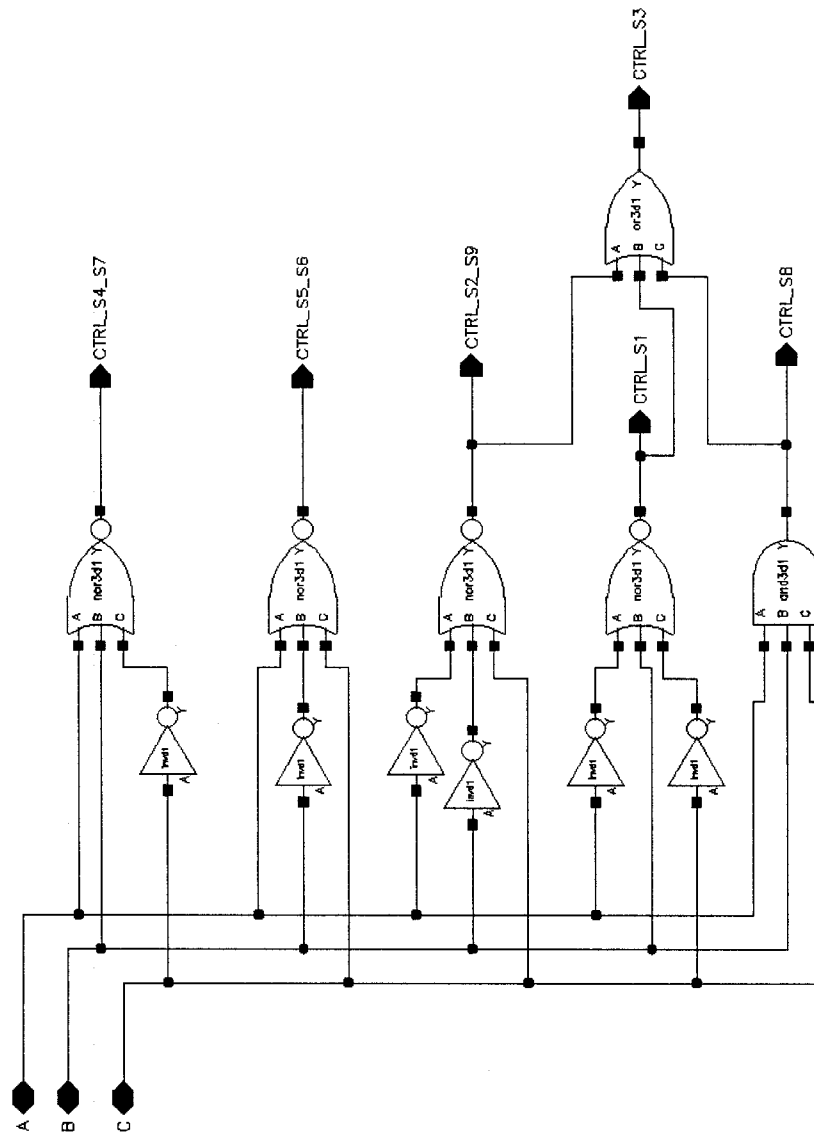 CTRL_S3
A
B
C
or3d1
Y
CTRL_S4_S7
CTRL_S5_S6
CTRL_S2_S9
CTRL_S1
CTRL_S8
A
B
C
nor3d1
Y
A
B
C
nor3d1
Y
A
B
C
nor3d1
Y
A
B
C
nor3d1
Y
A
B
C
and3d1
Y
A
invd1
Y
A
invd1
Y
A
invd1
Y
A
invd1
Y
A
invd1
Y
A
invd1
Y
A
B
C